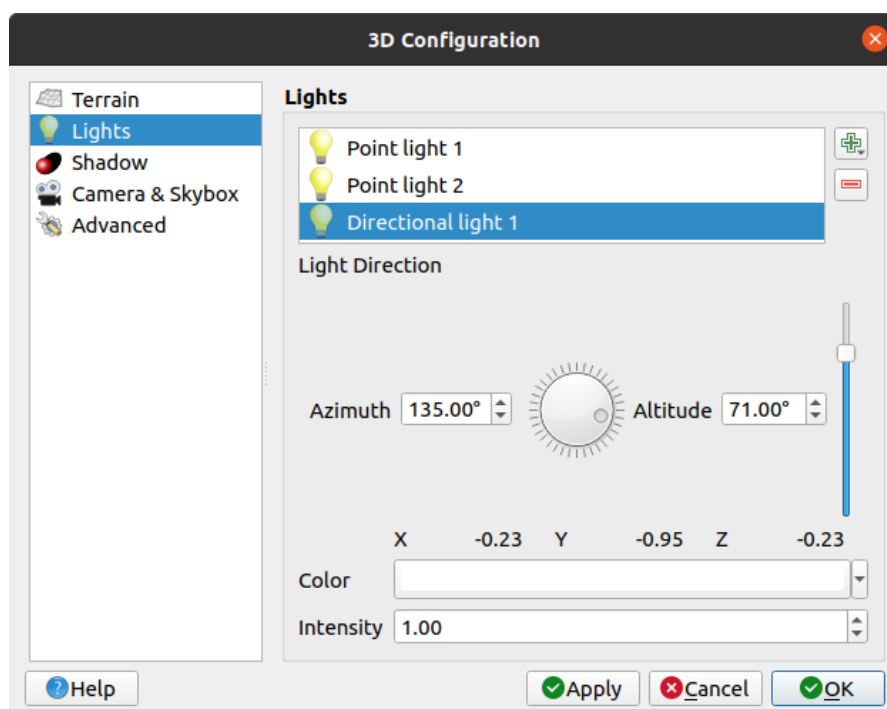 3D Configuration
Terrain
Lights
Shadow
Camera & Skybox
Advanced
Lights
Point light 1
Point light 2
Directional light 1
Light Direction
Azimuth 135.00° Altitude 71.00°
X -0.23 Y -0.95 Z -0.23
Color
Intensity 1.00
Help Apply Cancel OK